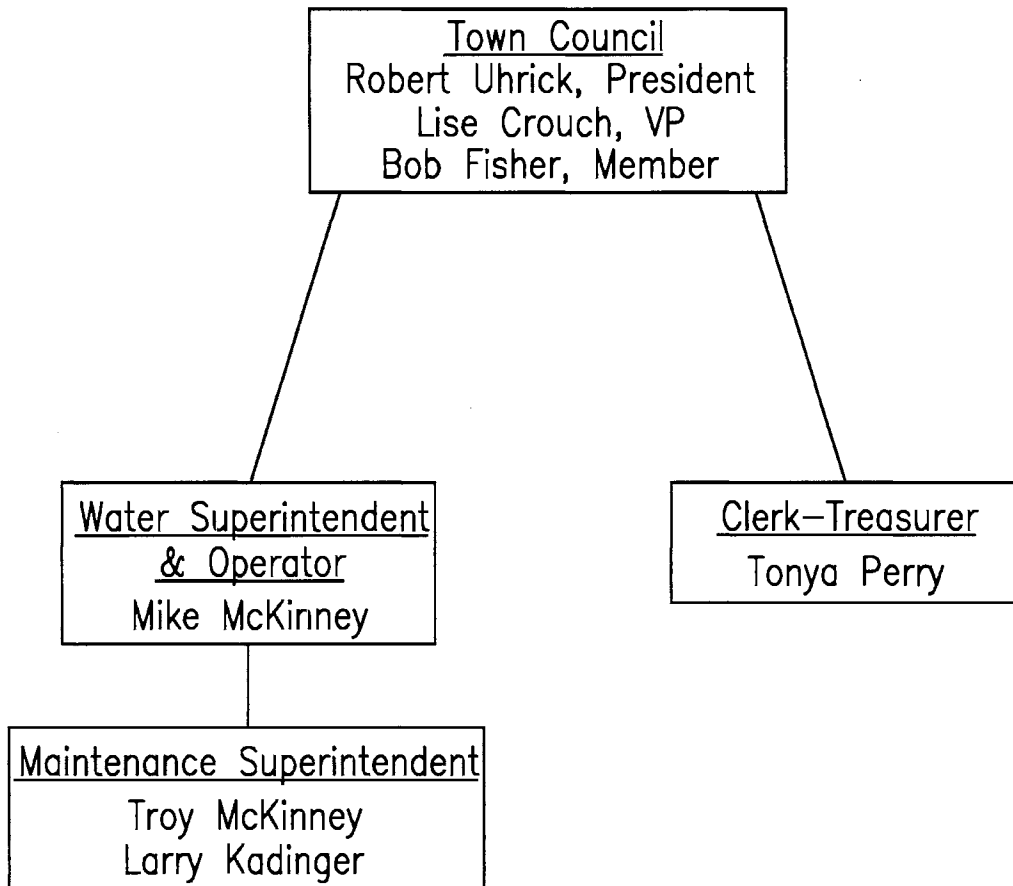 Town Council
Robert Uhrick, President
Lise Crouch, VP
Bob Fisher, Member
Water Superintendent
& Operator
Mike McKinney
Clerk-Treasurer
Tonya Perry
Maintenance Superintendent
Troy McKinney
Larry Kadinger